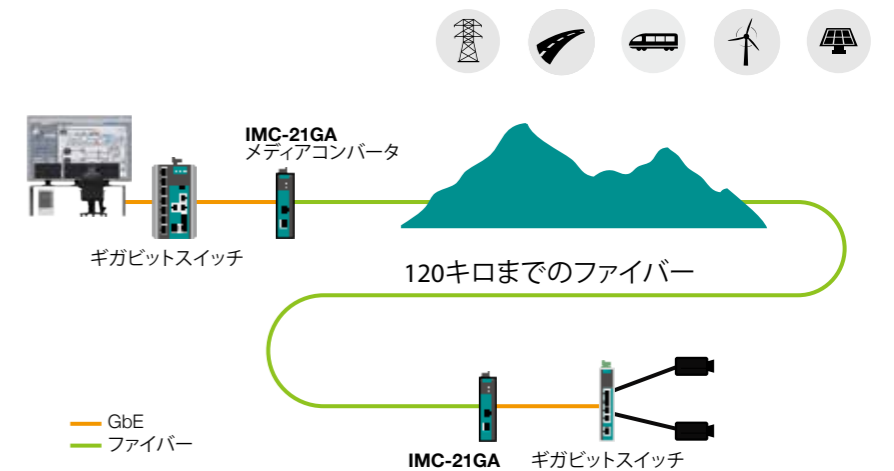 IMC-21GA
メディアコンバータ
ギガビットスイッチ
120キロまでのファイバー
GbE
ファイバー
IMC-21GA
ギガビットスイッチ